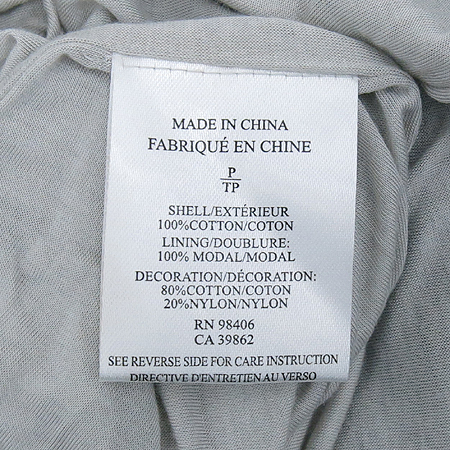 MADE IN CHINA
FABRIQUÉ EN CHINE
P
TP
SHELL/EXTÉRIEUR
100%COTTON/COTON
LINING/DOUBLURE:
100% MODAL/MODAL
DECORATION/DÉCORATION:
80%COTTON/COTON
20%NYLON/NYLON
RN 98406
CA 39862
SEE REVERSE SIDE FOR CARE INSTRUCTION
DIRECTIVE D'ENTRETIEN AU VERSO